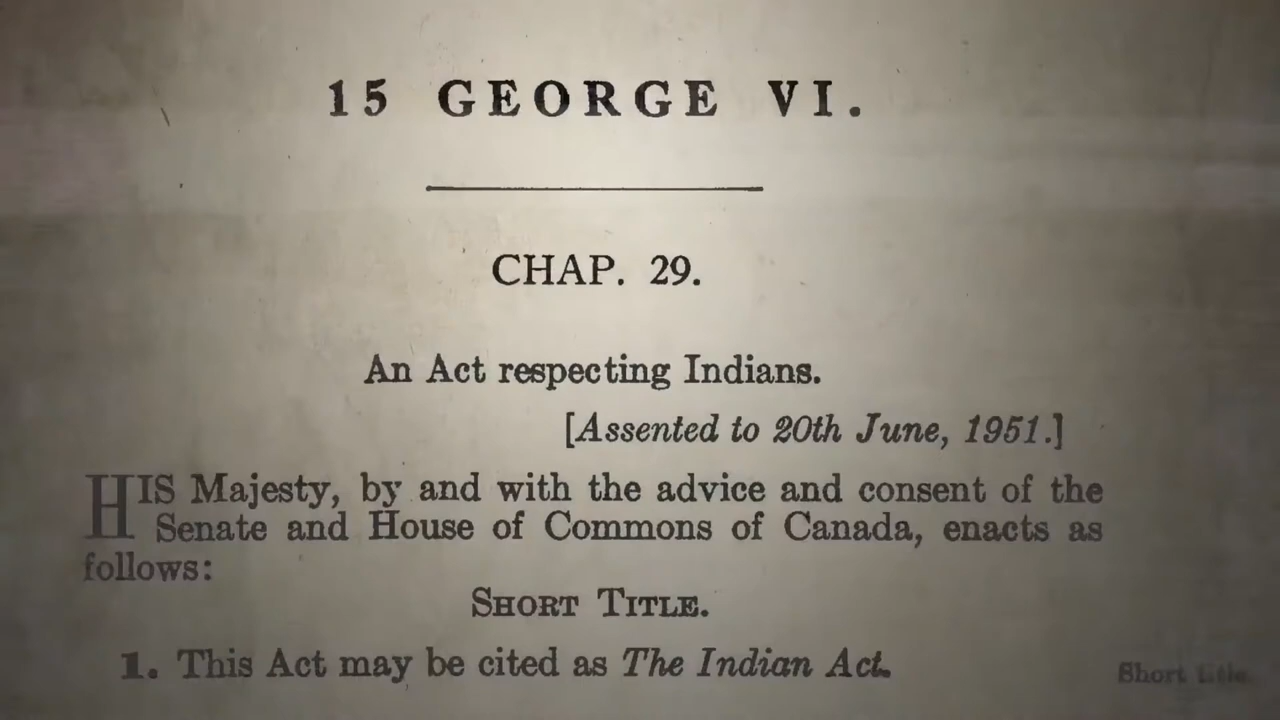 15 GEORGE VI.
CHAP. 29.
An Act respecting Indians.
[Assented to 20th June, 1951.]
HIS Majesty, by and with the advice and consent of the
Senate and House of Commons of Canada, enacts as
follows:
SHORT TITLE.
1. This Act may be cited as The Indian Act.
Short title.